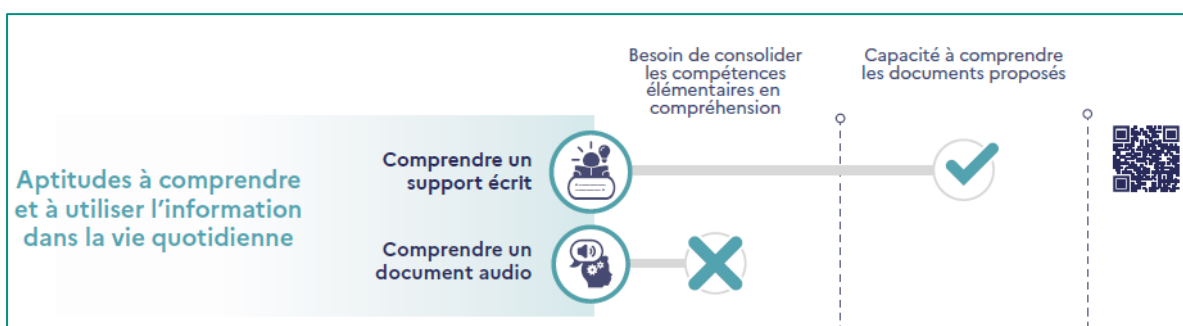 Besoin de consolider
les compétences
élémentaires en
compréhension
Capacité à comprendre
les documents proposés
Aptitudes à comprendre
et à utiliser l’information
dans la vie quotidienne
Comprendre un
support écrit
Comprendre un
document audio